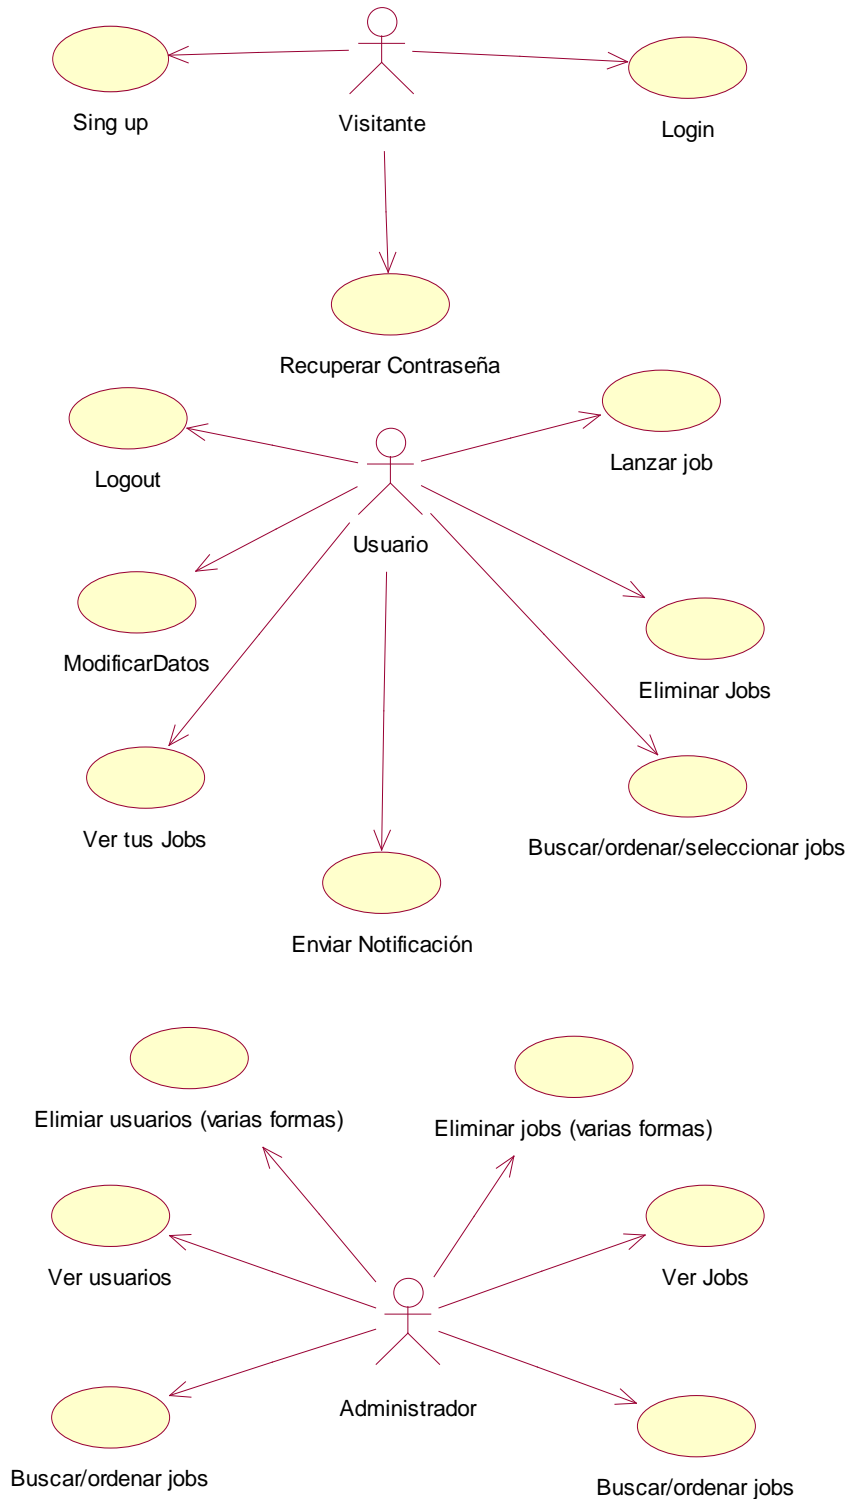 Sing up
Visitante
Login
Recuperar Contraseña
Logout
Lanzar job
Usuario
ModificarDatos
Eliminar Jobs
Ver tus Jobs
Buscar/ordenar/seleccionar jobs
Enviar Notificación
Elimiar usuarios (varias formas)
Eliminar jobs (varias formas)
Ver usuarios
Ver Jobs
Administrador
Buscar/ordenar jobs
Buscar/ordenar jobs